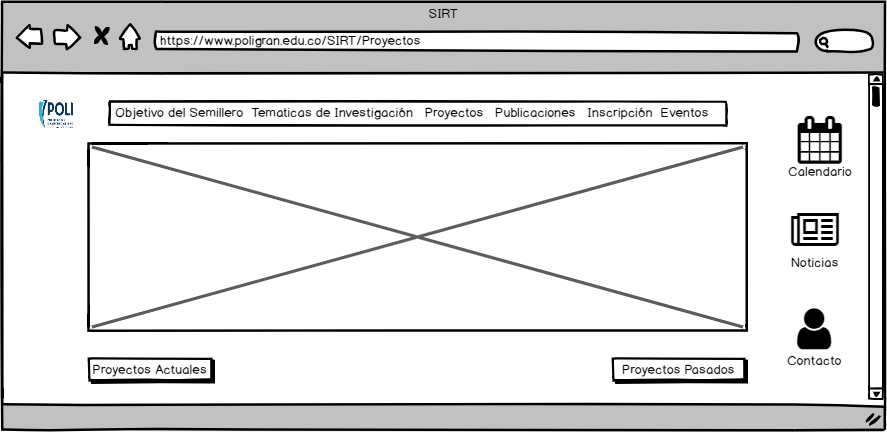 SIRT
https://www.poligran.edu.co/SIRT/Proyectos
POLI
Objetivo del Semillero Tematicas de Investigación Proyectos Publicaciones Inscripción Eventos
Calendario
Noticias
Contacto
Proyectos Actuales
Proyectos Pasados